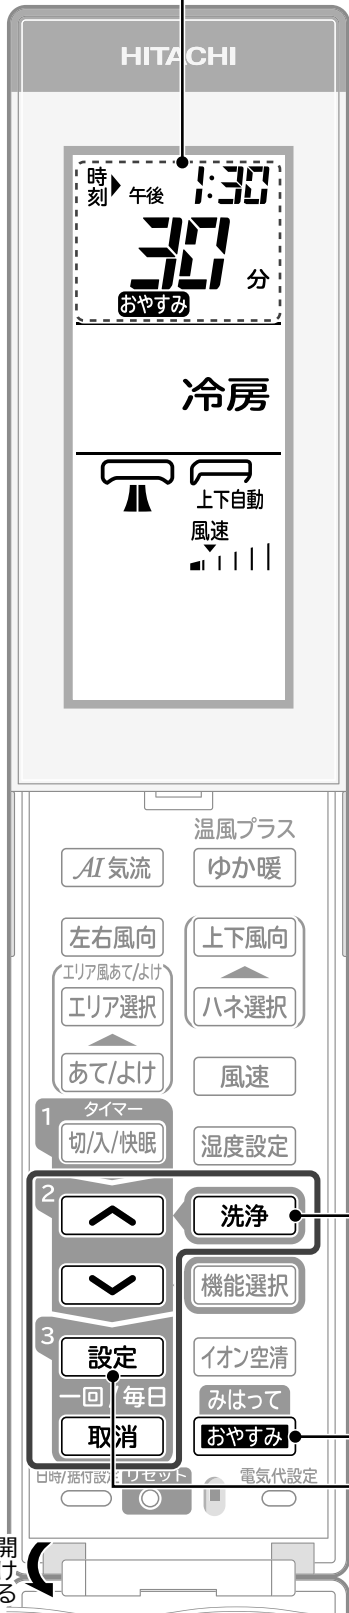 HITACHI
時刻 午後 1:30
30 分
おやすみ
冷房
上下自動
風速
温風プラス
AI 気流 ゆか暖
左右風向 上下風向
エリア風あて/よけ
エリア選択 ハネ選択
あて/よけ 風速
1 タイマー
切/入/快眠 湿度設定
2 洗浄
機能選択
3 設定 イオン空清
一回/毎日 みはって
取消 おやすみ
日時/据付設定 リセット 電気代設定
開ける